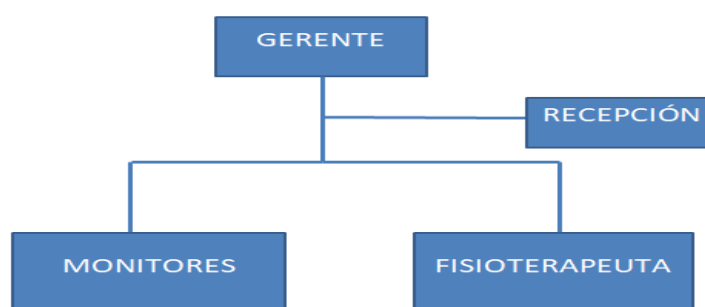 GERENTE
RECEPCIÓN
MONITORES
FISIOTERAPEUTA